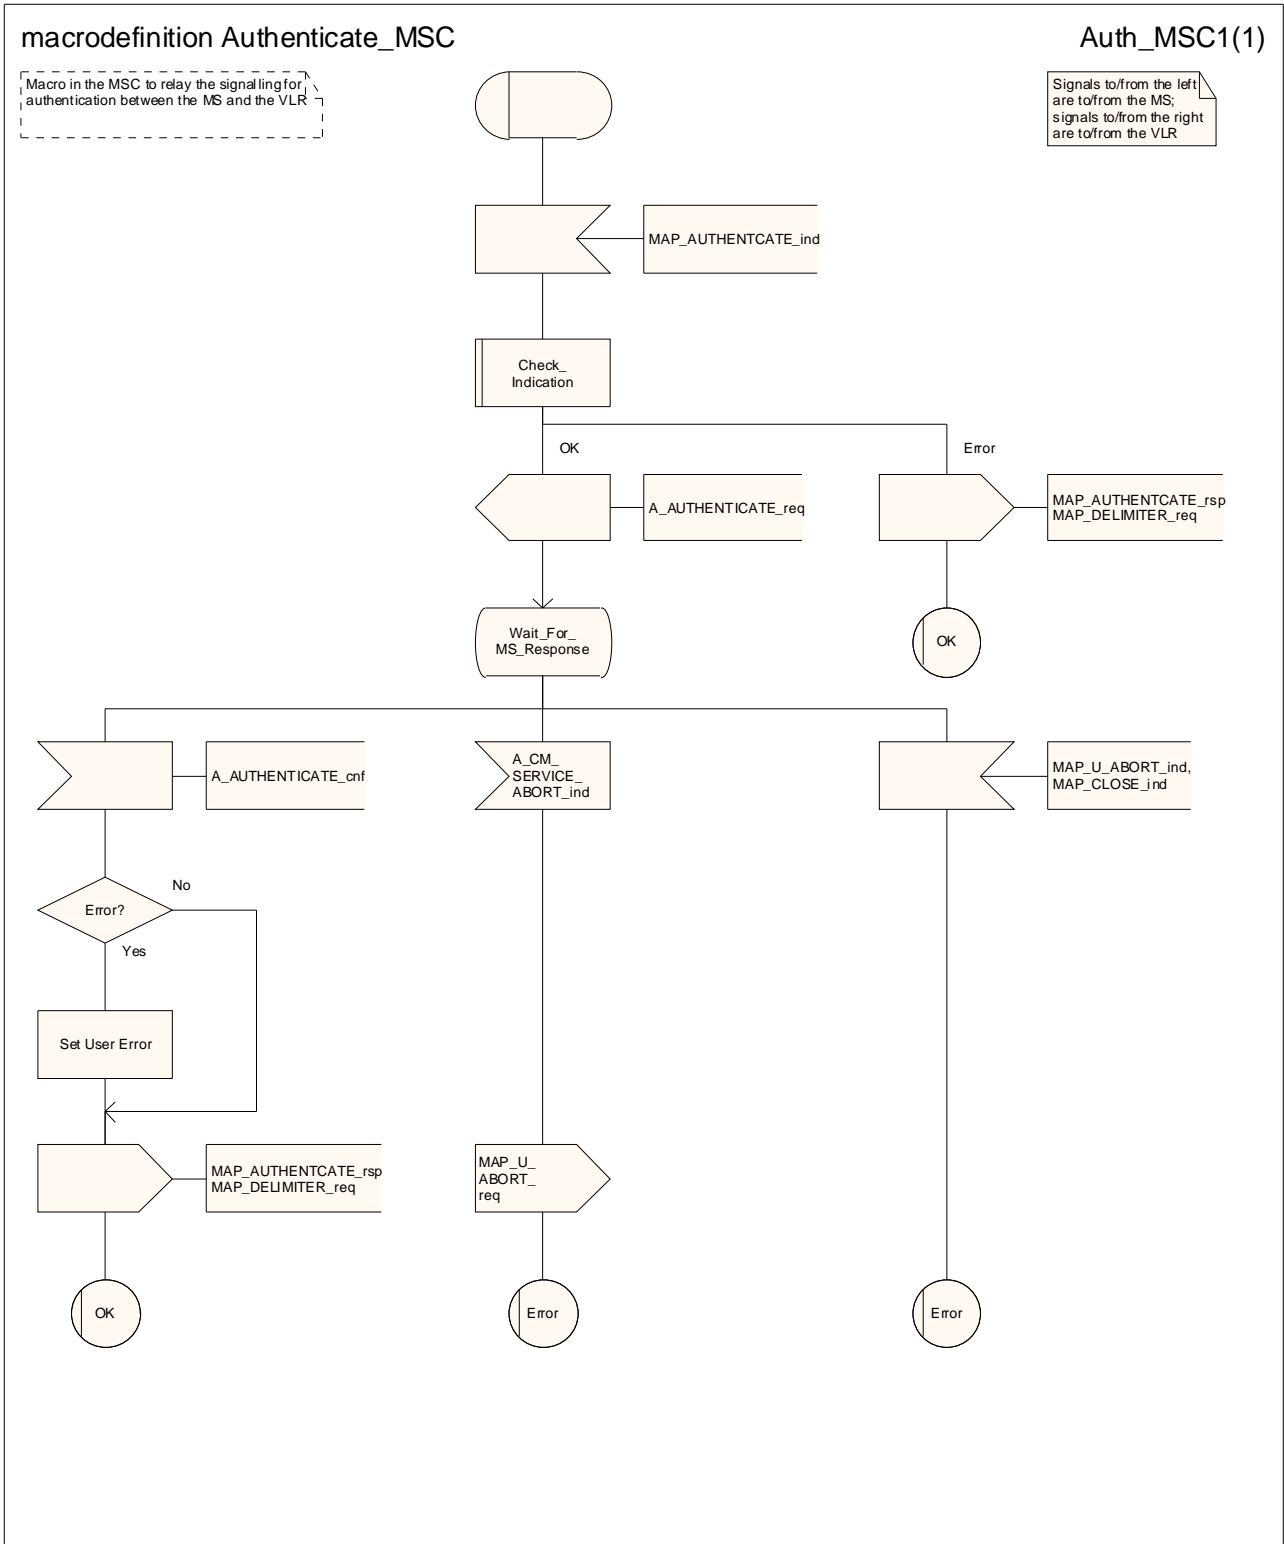 macrodefinition Authenticate_MSC
Auth_MSC1(1)
Macro in the MSC to relay the signalling for
authentication between the MS and the VLR
Signals to/from the left
are to/from the MS;
signals to/from the right
are to/from the VLR
MAP_AUTHENTCATE_ind
Check_
Indication
OK
Error
A_AUTHENTICATE_req
MAP_AUTHENTCATE_rsp
MAP_DELIMITER_req
Wait_For_
MS_Response
OK
A_AUTHENTICATE_cnf
A_CM_
SERVICE_
ABORT_ind
MAP_U_ABORT_ind,
MAP_CLOSE_ind
No
Error?
Yes
Set User Error
MAP_AUTHENTCATE_rsp
MAP_DELIMITER_req
MAP_U_
ABORT_
req
OK
Error
Error